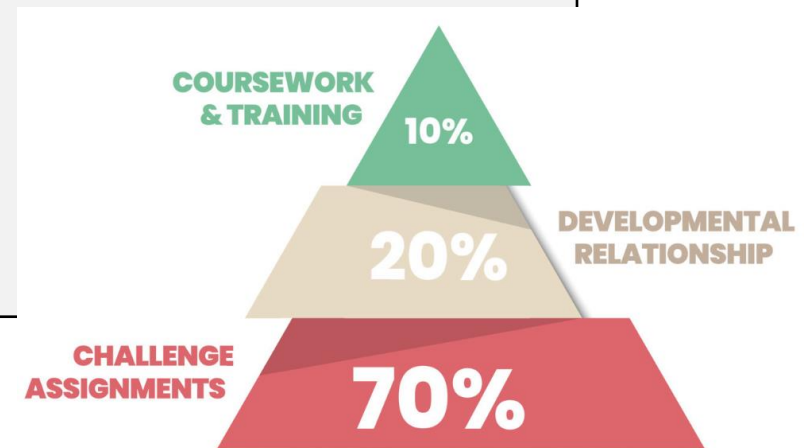 COURSEWORK
& TRAINING
10%
DEVELOPMENTAL
RELATIONSHIP
20%
CHALLENGE
ASSIGNMENTS
70%